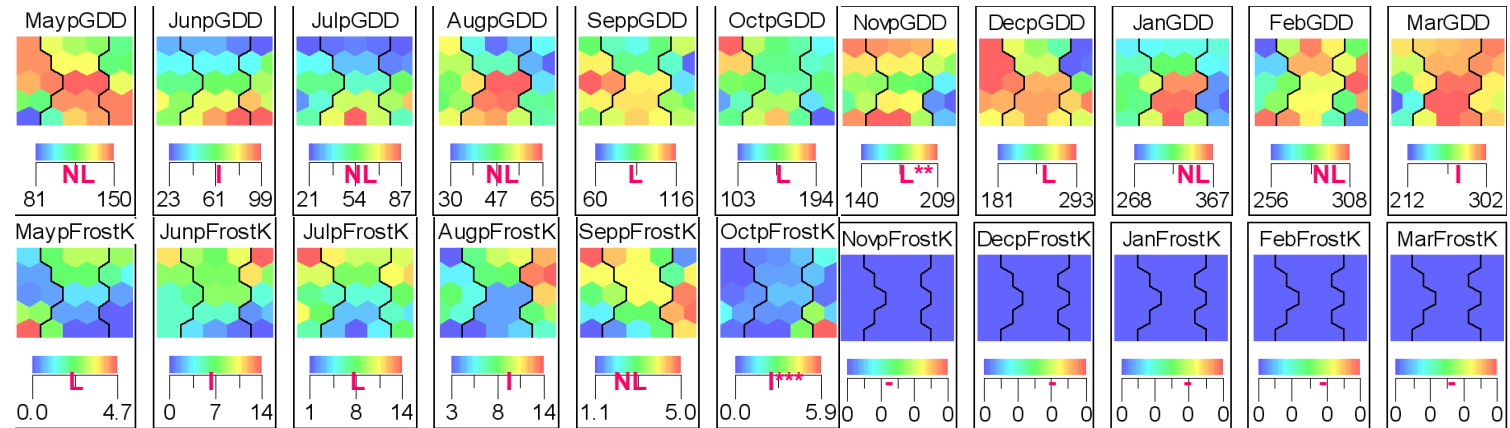 MaypGDD JunpGDD JulpGDD AugpGDD SeppGDD OctpGDD NovpGDD DecpGDD JanGDD FebGDD MarGDD
NL I NL NL L L L** L NL NL I
81 150 23 61 99 21 54 87 30 47 65 60 116 103 194 140 209 181 293 268 367 256 308 212 302
MaypFrostK JunpFrostK JulpFrostK AugpFrostK SeppFrostK OctpFrostK NovpFrostK DecpFrostK JanFrostK FebFrostK MarFrostK
L I L I NL I*** - - - - -
0.0 4.7 0 7 14 1 8 14 3 8 14 1.1 5.0 0.0 5.9 0 0 0 0 0 0 0 0 0 0 0 0 0 0 0 0 0 0 0 0